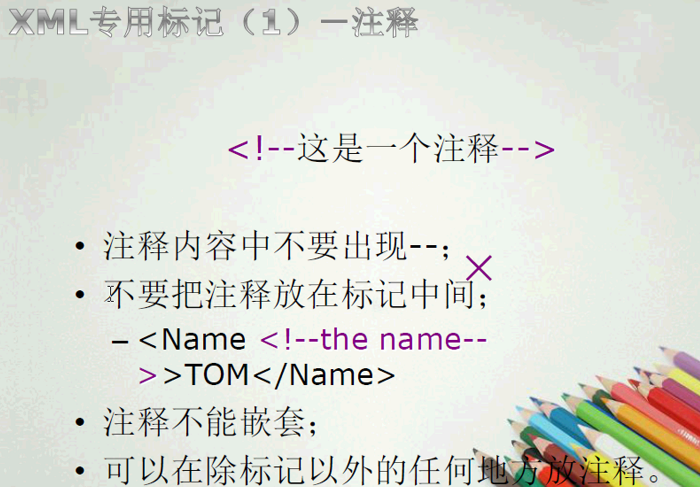 XML专用标记（1）－注释
<!--这是一个注释-->
• 注释内容中不要出现--；
• 不要把注释放在标记中间；
– <Name <!--the name--
>>TOM</Name>
• 注释不能嵌套；
• 可以在除标记以外的任何地方放注释。